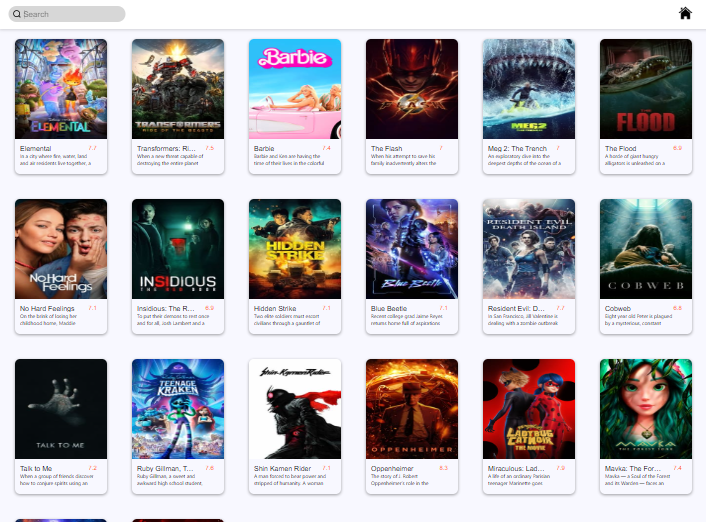 Search
Barbie
ELEMENTAL
TRANSFORMERS
RISE OF THE BEASTS
FLASH
MEG2
THE
FLOOD
Elemental 7.7
In a city where fire, water, land
and air residents live together, a
Transformers: Ri... 7.5
When a new threat capable of
destroying the entire planet
Barbie 7.4
Barbie and Ken are having the
time of their lives in the colorful
The Flash 7
When his attempt to save his
family inadvertently alters the
Meg 2: The Trench 7
An exploratory dive into the
deepest depths of the ocean of a
The Flood 6.9
A horde of giant hungry
alligators is unleashed on a
RESIDENT EVIL
DEATH ISLAND
HIDDEN
STRIKE
No Hard
Feelings
INSIDIOUS
THE RED DOOR
Blue Beetle
COBWEB
No Hard Feelings 7.1
On the brink of losing her
childhood home, Maddie
Insidious: The R... 6.9
To put their demons to rest once
and for all, Josh Lambert and a
Hidden Strike 7.1
Two elite soldiers must escort
civilians through a gauntlet of
Blue Beetle 7.1
Recent college grad Jaime Reyes
returns home full of aspirations
Resident Evil: D... 7.7
In San Francisco, Jill Valentine is
dealing with a zombie outbreak
Cobweb 6.8
Eight year old Peter is plagued
by a mysterious, constant
Shin Kamen Rider
TEENAGE
KRAKEN
TALK TO ME
OPPENHEIMER
LADYBUG
CAT NOIR
THE MOVIE
MAVKA
THE FOREST SONG
Talk to Me 7.2
When a group of friends discover
how to conjure spirits using an
Ruby Gillman, T... 7.6
Ruby Gillman, a sweet and
awkward high school student,
Shin Kamen Rider 7.1
A man forced to bear power and
stripped of humanity. A woman
Oppenheimer 8.3
The story of J. Robert
Oppenheimer's role in the
Miraculous: Lad... 7.9
A life of an ordinary Parisian
teenager Marinette goes
Mavka: The For... 7.4
Mavka — a Soul of the Forest
and its Warden — faces an